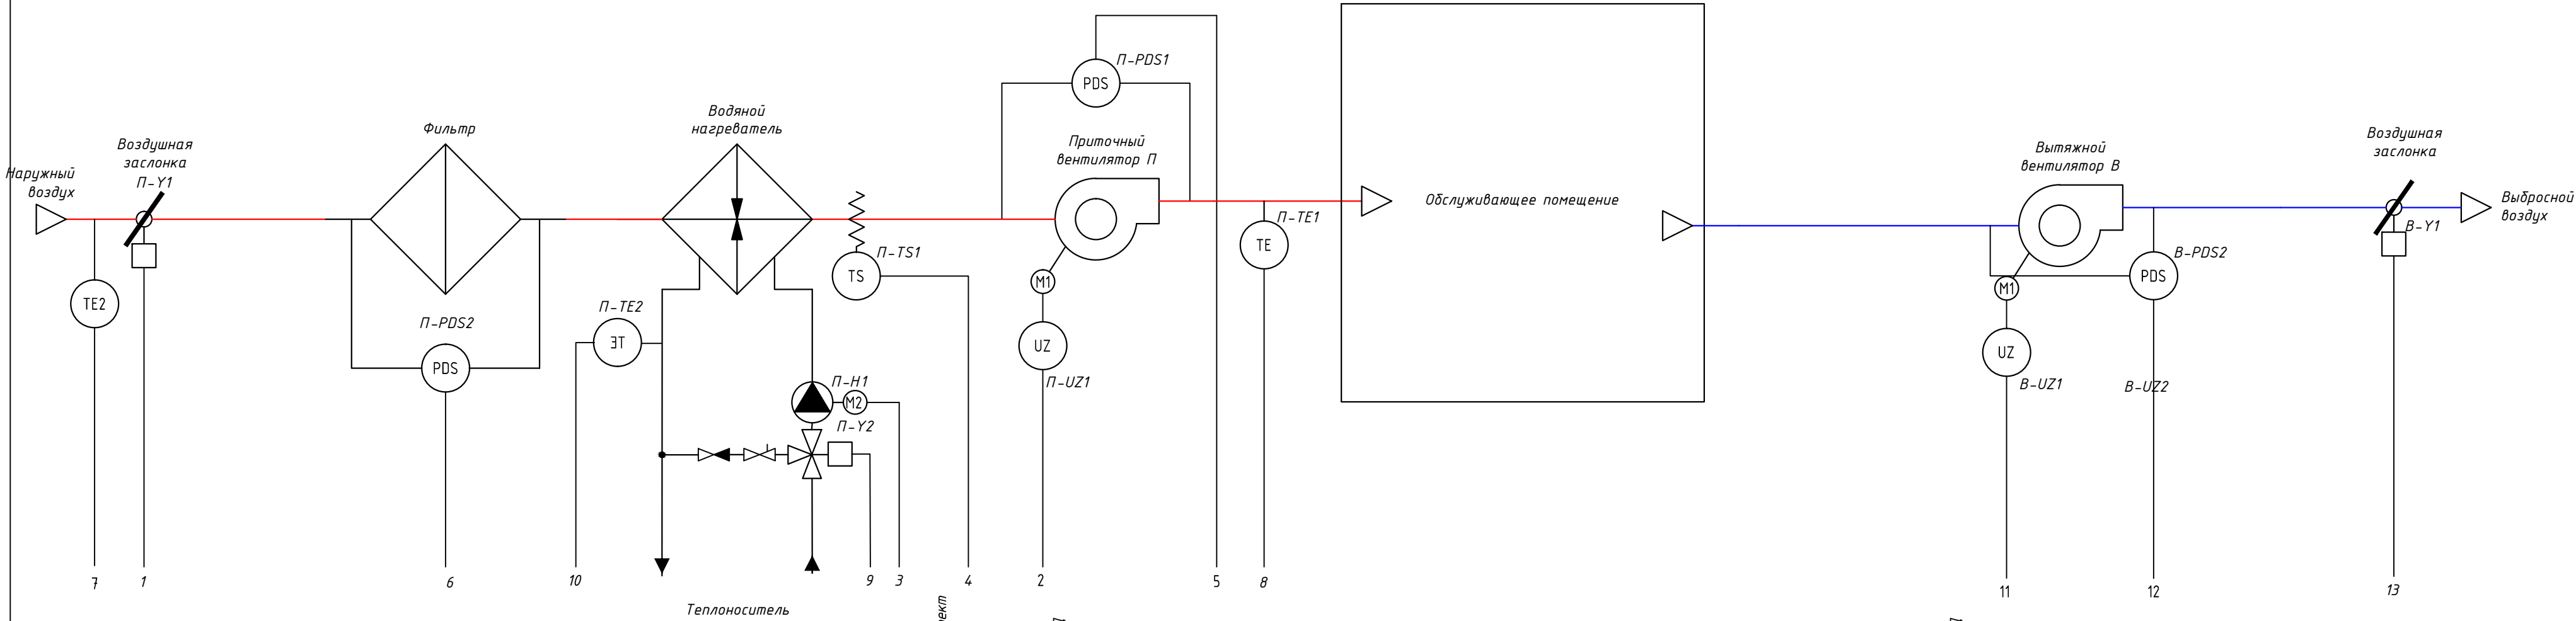 Наружный
воздух
Воздушная
заслонка
П-Y1
TE2
Фильтр
П-PDS2
PDS
Водяной
нагреватель
П-TE2
ƎT
П-TS1
TS
П-H1
M2
П-Y2
П-PDS1
PDS
Приточный
вентилятор П
M1
UZ
П-UZ1
П-TE1
TE
Обслуживающее помещение
Вытяжной
вентилятор В
M1
UZ
В-UZ1
В-PDS2
PDS
В-UZ2
Воздушная
заслонка
В-Y1
Выбросной
воздух
7
1
6
10
9
3
4
2
5
8
11
12
13
Теплоноситель